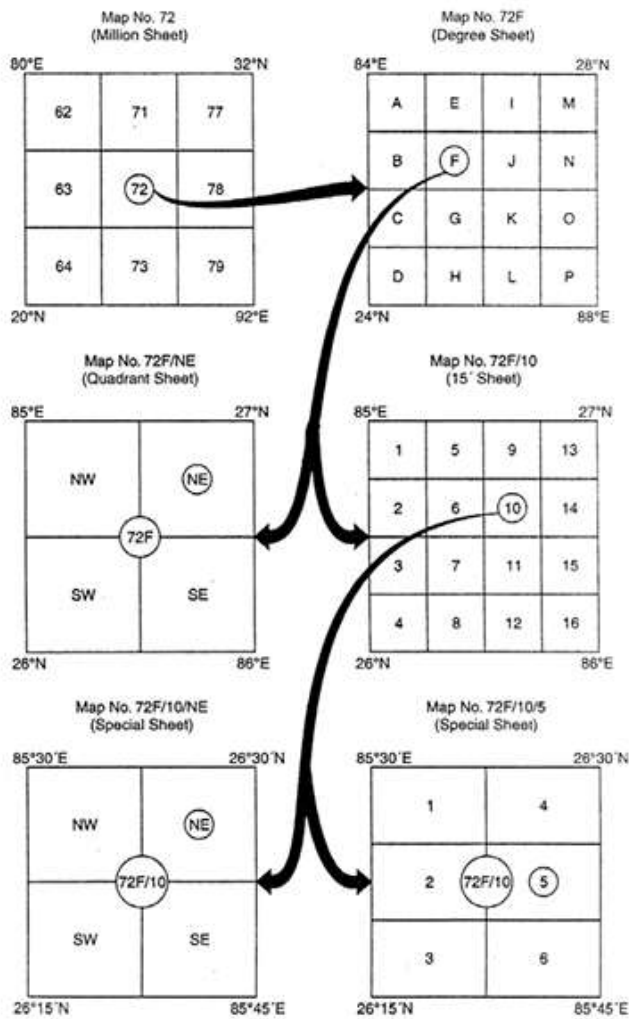 Map No. 72
(Million Sheet)
80°E 32°N
62 71 77
63 72 78
64 73 79
20°N 92°E
Map No. 72F
(Degree Sheet)
84°E 28°N
A E I M
B F J N
C G K O
D H L P
24°N 88°E
Map No. 72F/NE
(Quadrant Sheet)
85°E 27°N
NW NE
72F
SW SE
26°N 86°E
Map No. 72F/10
(15´ Sheet)
85°E 27°N
1 5 9 13
2 6 10 14
3 7 11 15
4 8 12 16
26°N 86°E
Map No. 72F/10/NE
(Special Sheet)
85°30´E 26°30´N
NW NE
72F/10
SW SE
26°15´N 85°45´E
Map No. 72F/10/5
(Special Sheet)
85°30´E 26°30´N
1 4
2 72F/10 5
3 6
26°15´N 85°45´E